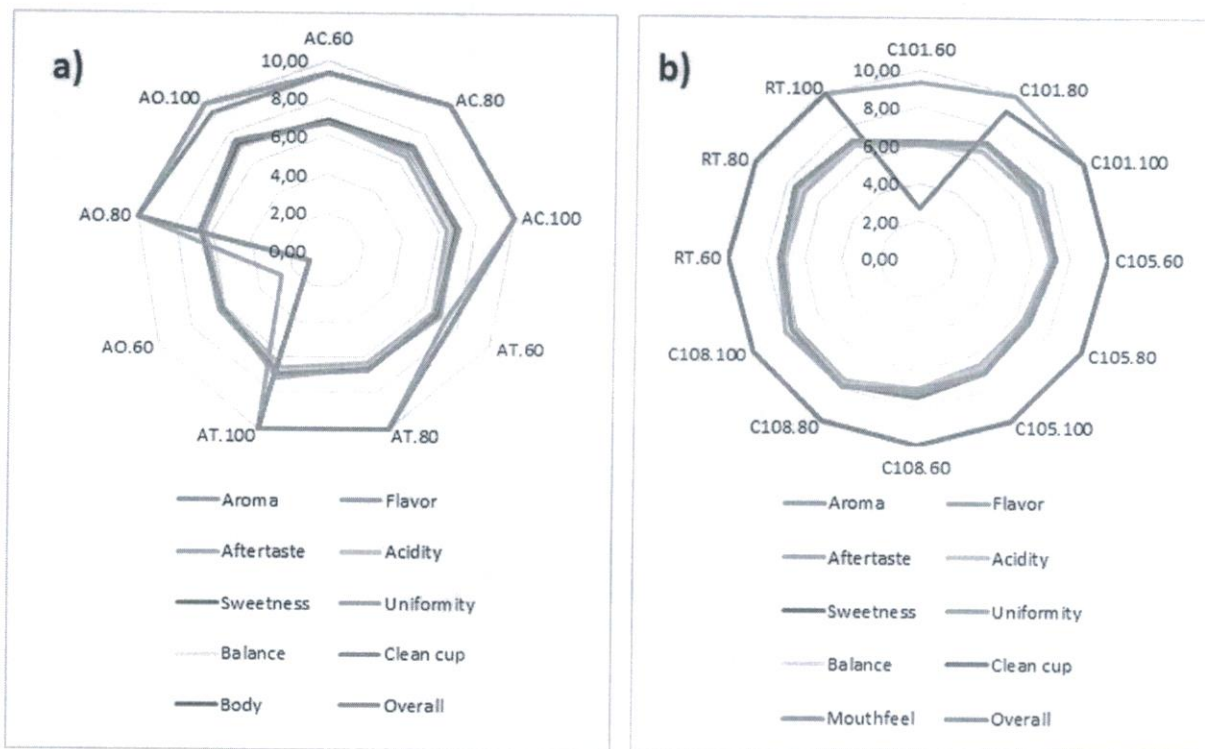 a)
AC.60
10,00
AO.100
AC.80
8,00
6,00
4,00
AO.80
2,00
AC.100
0,00
AO.60
AT.60
AT.100
AT.80
Aroma Flavor
Aftertaste Acidity
Sweetness Uniformity
Balance Clean cup
Body Overall
b)
C101.60
10,00
RT.100
C101.80
8,00
RT.80
6,00
C101.100
4,00
2,00
RT.60
0,00
C105.60
C108.100
C105.80
C108.80
C105.100
C108.60
Aroma Flavor
Aftertaste Acidity
Sweetness Uniformity
Balance Clean cup
Mouthfeel Overall